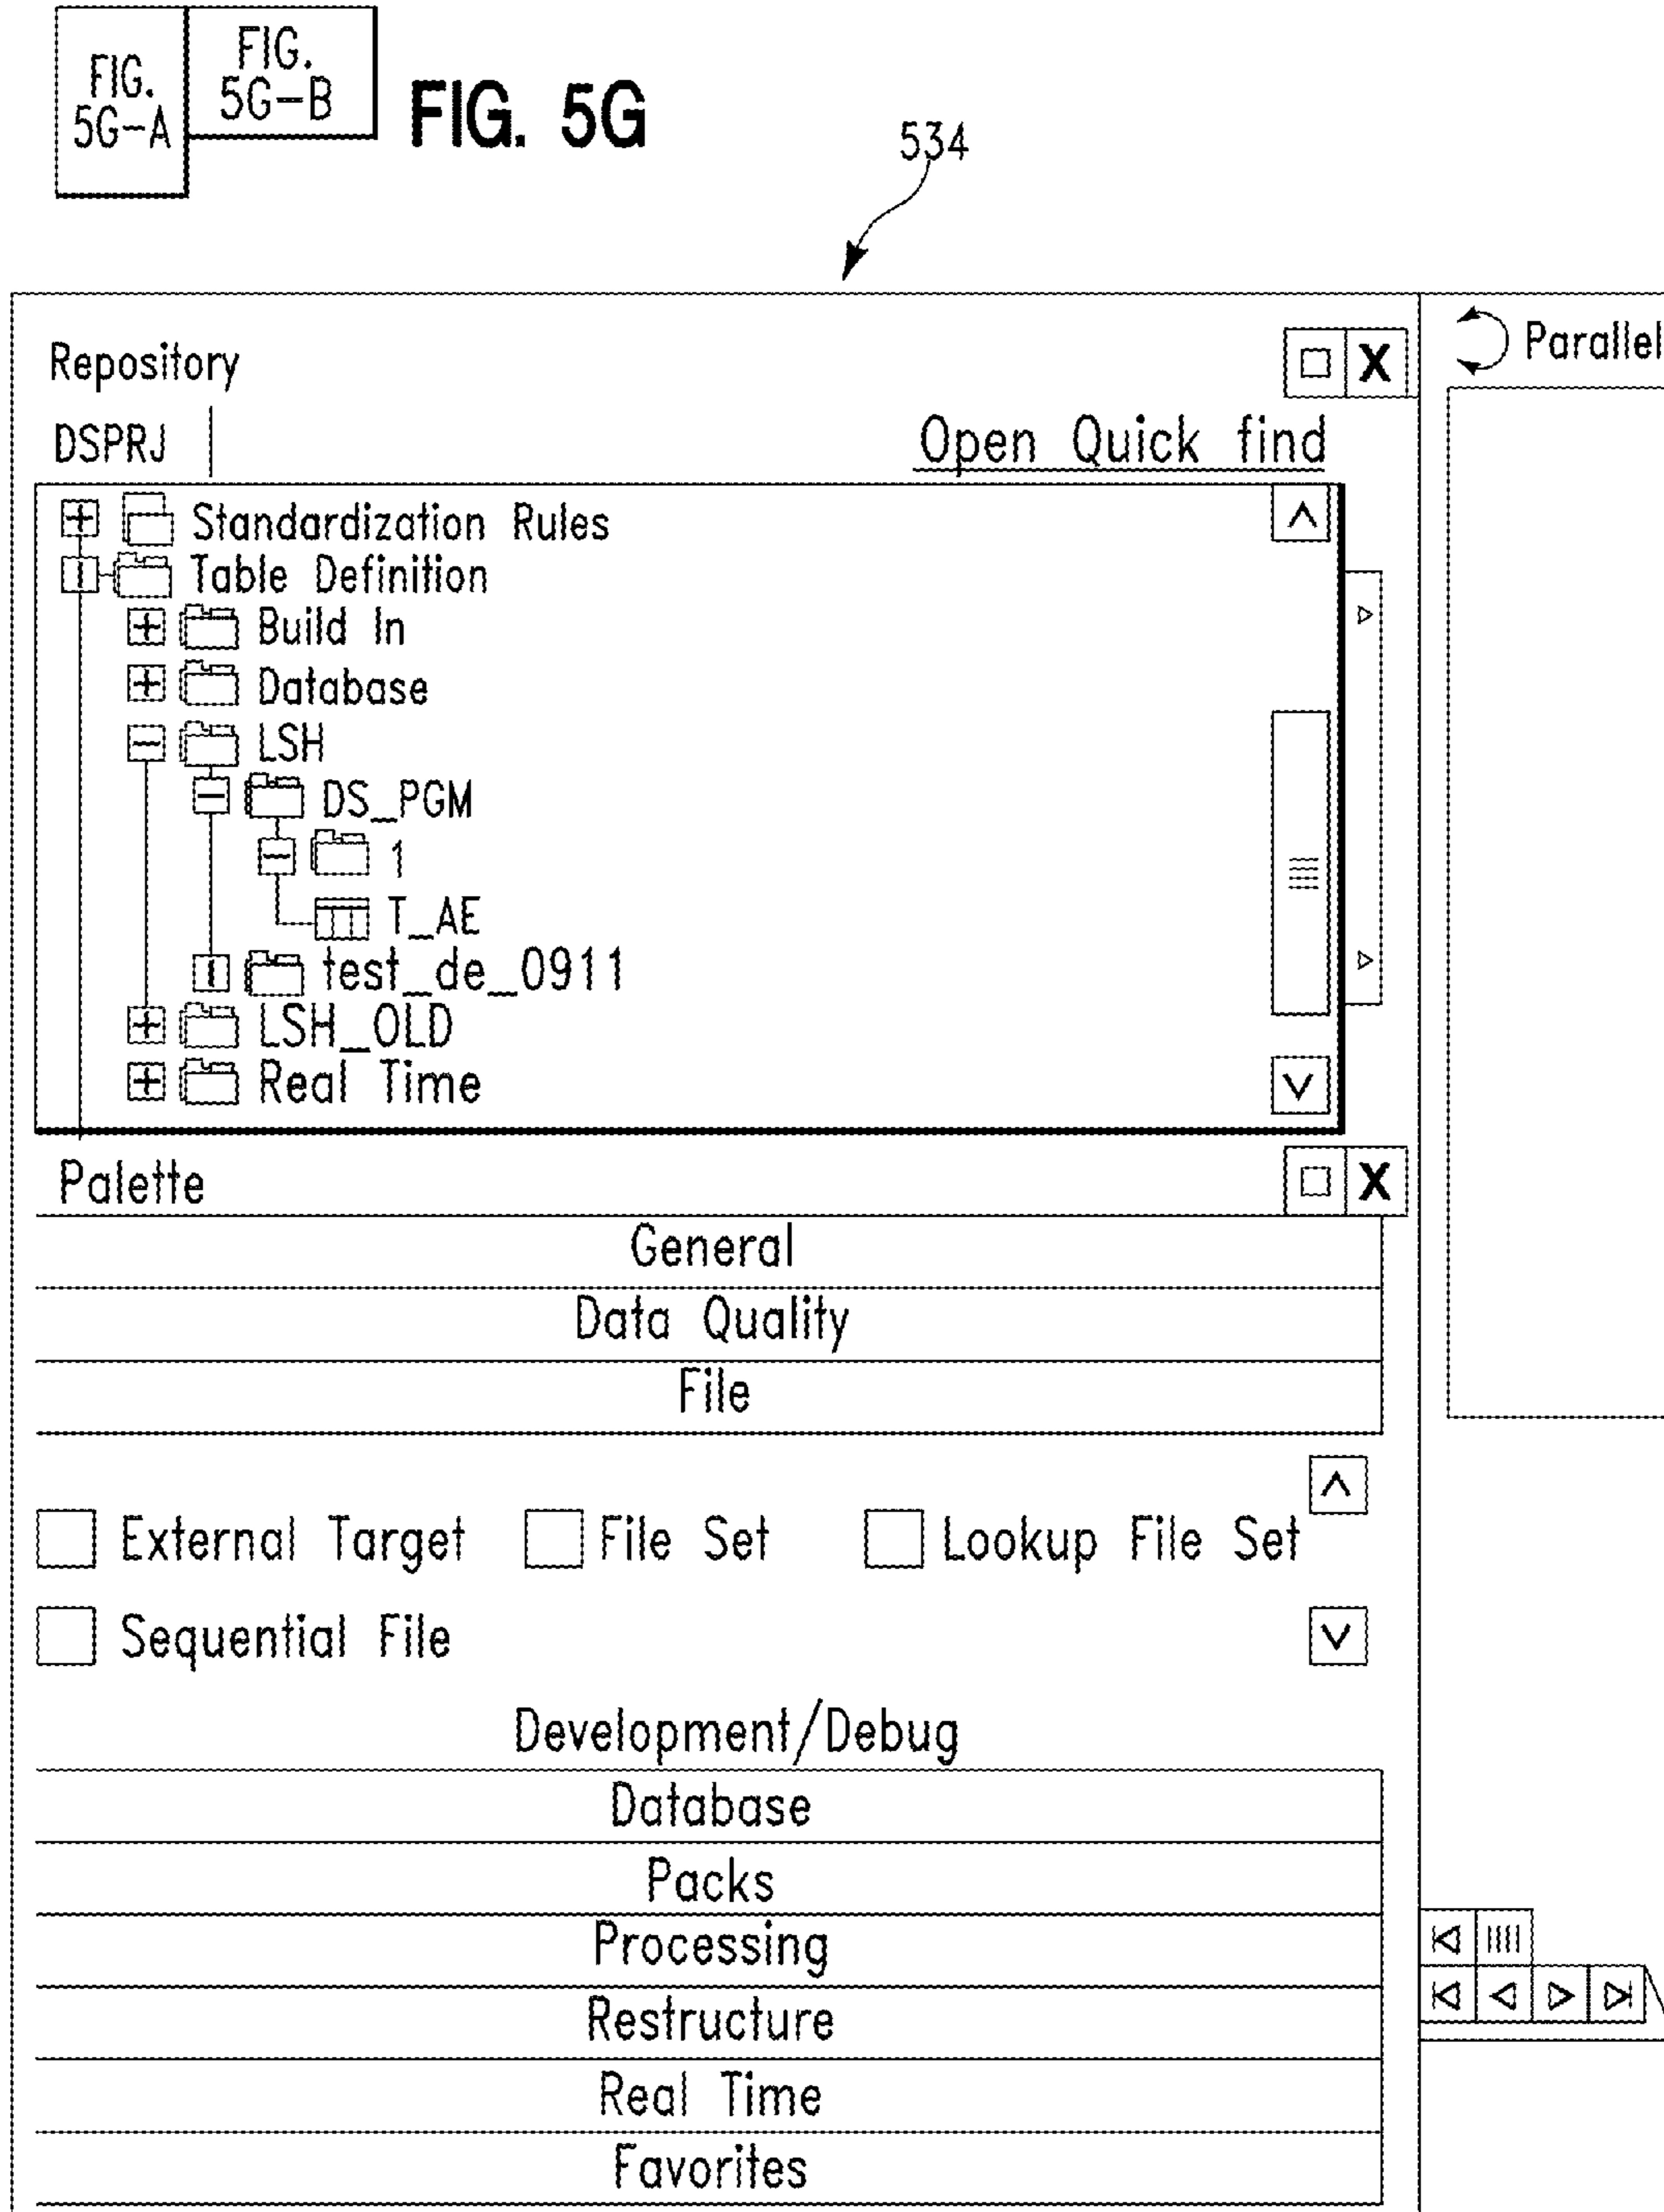 FIG.
5G-A
FIG.
5G-B
FIG. 5G
534
Repository
Parallel
DSPRJ
Open Quick find
Standardization Rules
Table Definition
Build In
Database
LSH
DS_PGM
1
T_AE
test_de_0911
LSH_OLD
Real Time
Palette
General
Data Quality
File
External Target File Set Lookup File Set
Sequential File
Development/Debug
Database
Packs
Processing
Restructure
Real Time
Favorites